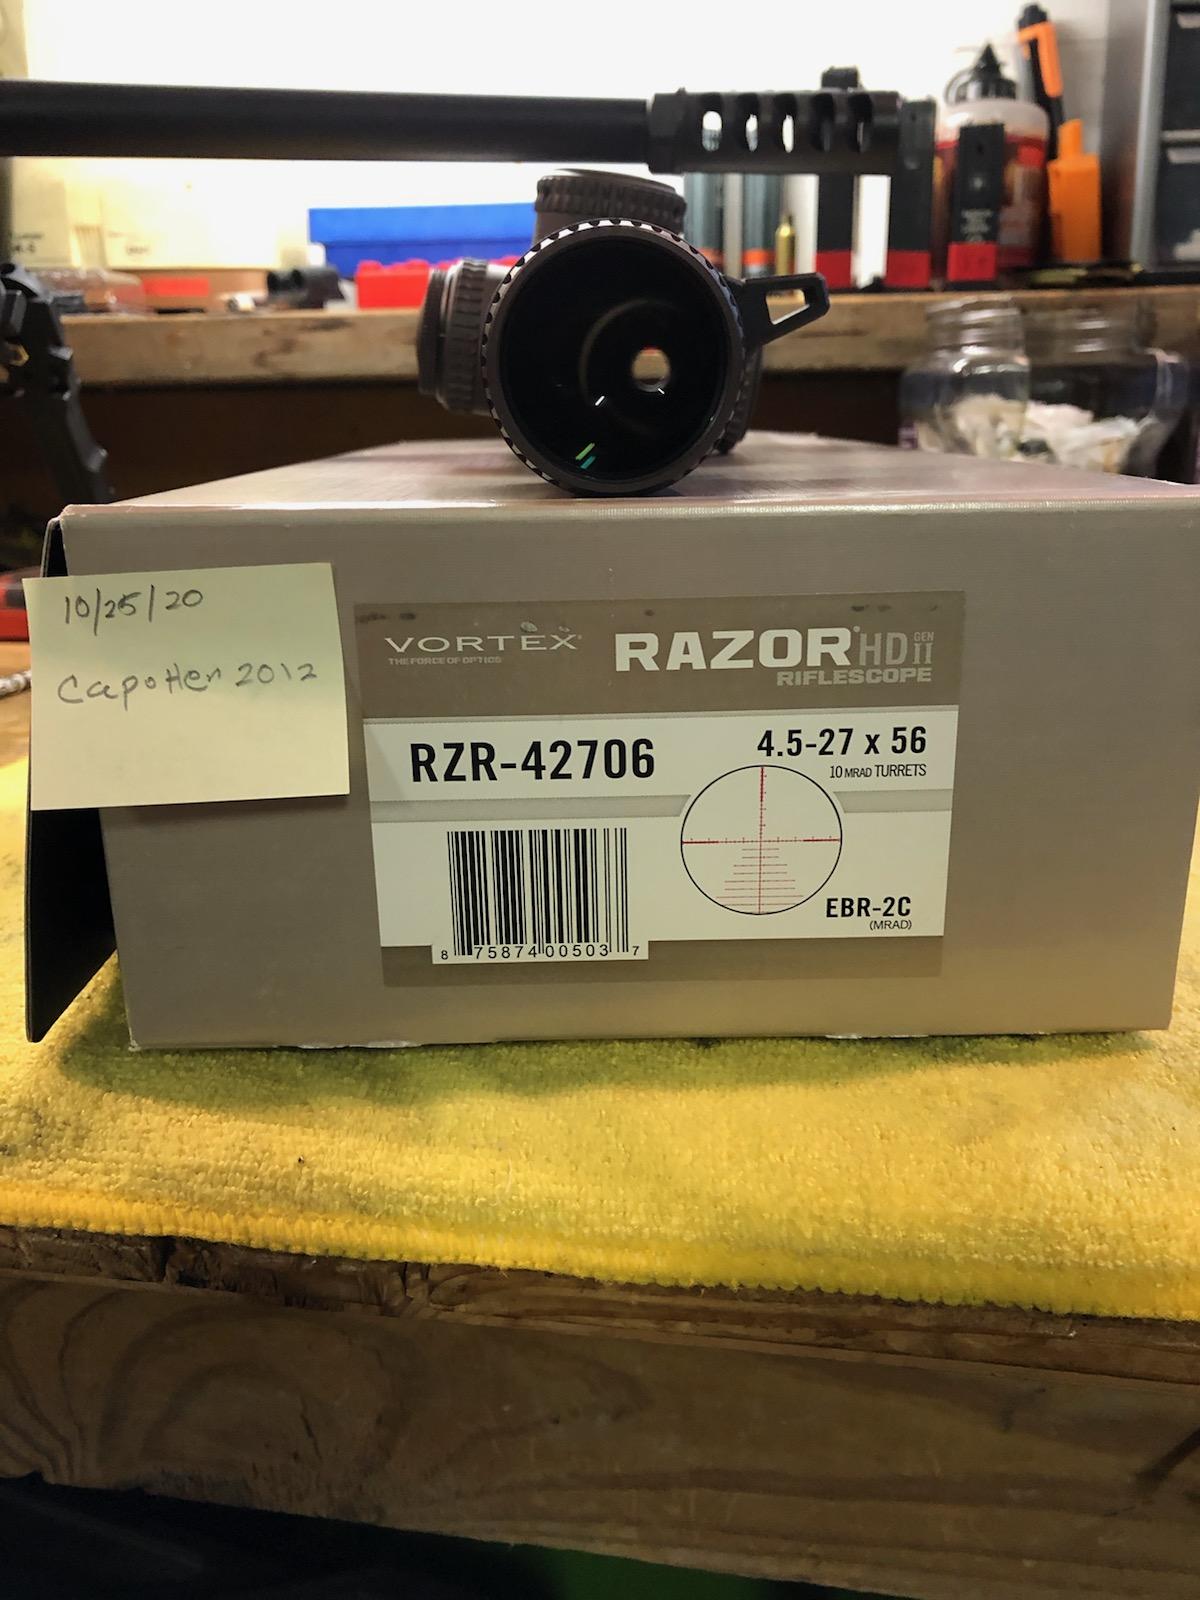 10/25/20
Capotter 2012
VORTEX®
THE FORCE OF OPTICS
RAZOR® HD GEN II
RIFLESCOPE
RZR-42706
4.5-27 x 56
10 MRAD TURRETS
EBR-2C
(MRAD)
8 75874 00503 7